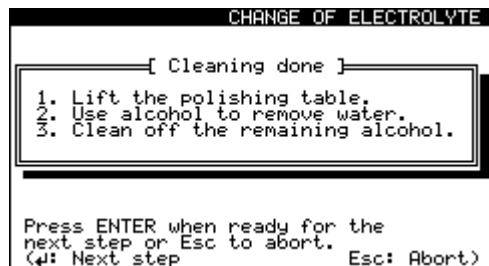 CHANGE OF ELECTROLYTE
[ Cleaning done ]
1. Lift the polishing table.
2. Use alcohol to remove water.
3. Clean off the remaining alcohol.
Press ENTER when ready for the
next step or Esc to abort.
(↵: Next step Esc: Abort)